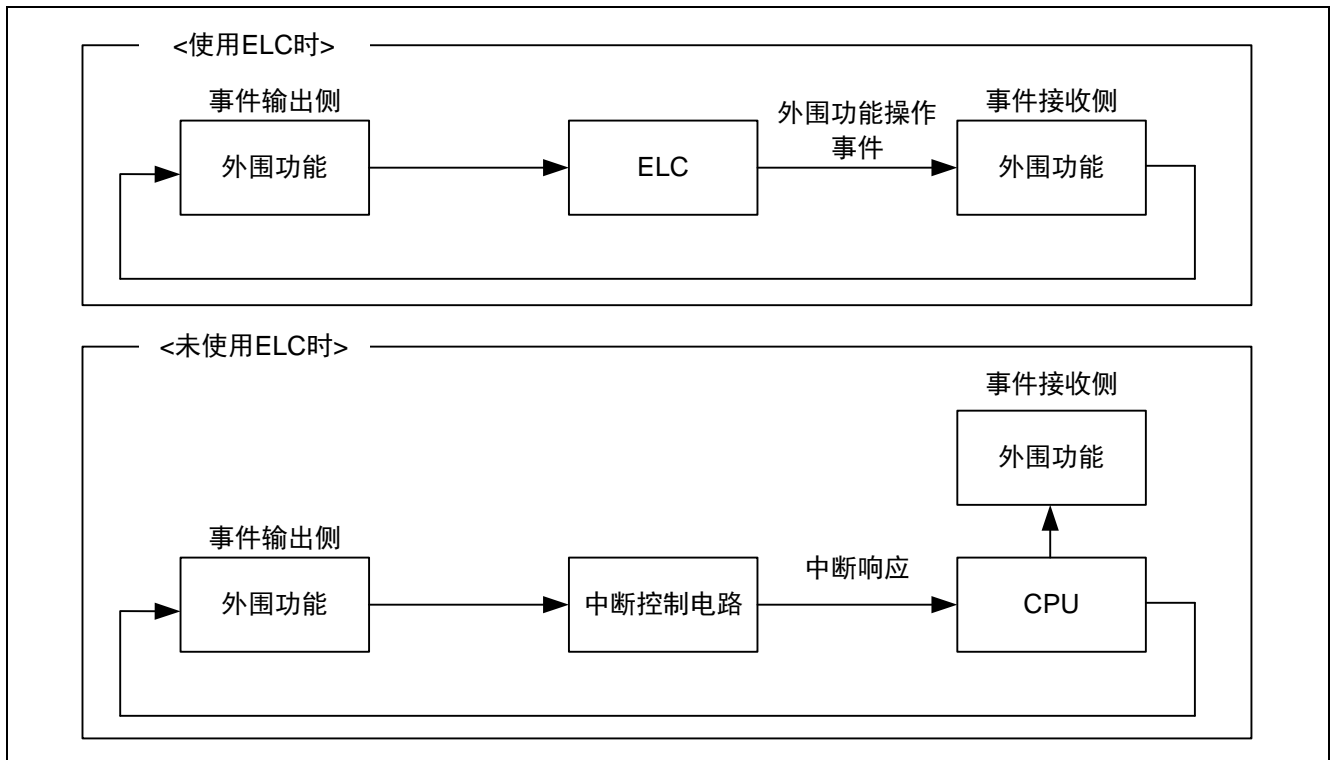 <使用ELC时>
事件输出侧
外围功能
ELC
外围功能操作
事件
事件接收侧
外围功能
<未使用ELC时>
事件接收侧
外围功能
事件输出侧
外围功能
中断控制电路
中断响应
CPU